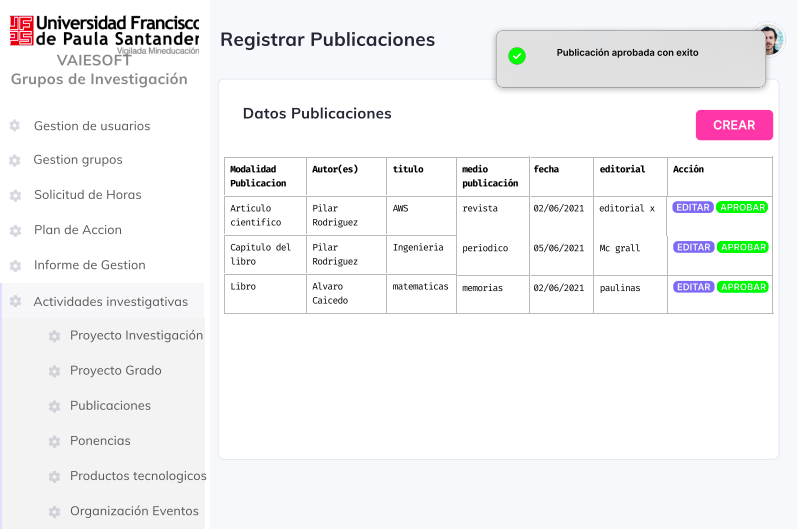 Universidad Francisco
de Paula Santander
Vigilada Mineducación
VAIESOFT
Grupos de Investigación
Gestion de usuarios
Gestion grupos
Solicitud de Horas
Plan de Accion
Informe de Gestion
Actividades investigativas
Proyecto Investigación
Proyecto Grado
Publicaciones
Ponencias
Productos tecnologicos
Organización Eventos
Registrar Publicaciones
Publicación aprobada con exito
Datos Publicaciones
CREAR
Modalidad Publicacion Autor(es) titulo medio publicación fecha editorial Acción
Articulo cientifico Pilar Rodriguez AWS revista 02/06/2021 editorial x EDITAR APROBAR
Capitulo del libro Pilar Rodriguez Ingenieria periodico 05/06/2021 Mc grall EDITAR APROBAR
Libro Alvaro Caicedo matematicas memorias 02/06/2021 paulinas EDITAR APROBAR